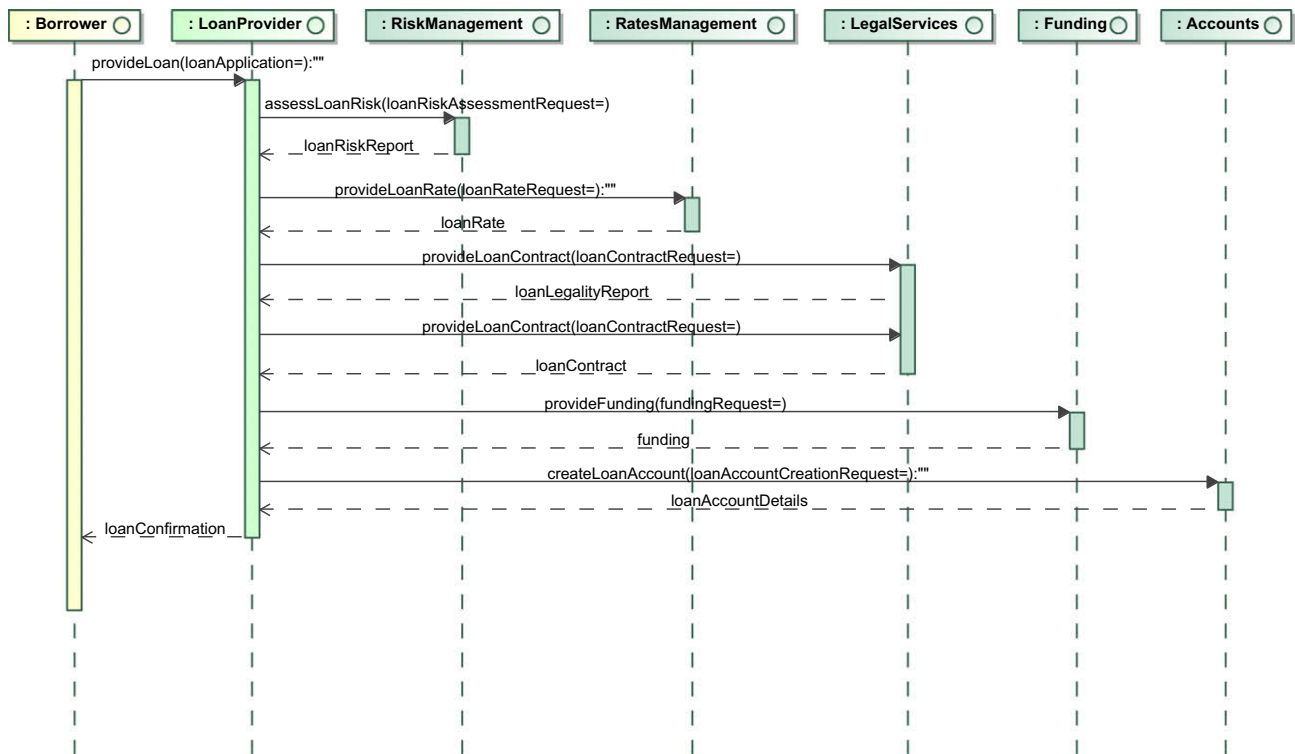 : Borrower
: LoanProvider
: RiskManagement
: RatesManagement
: LegalServices
: Funding
: Accounts
provideLoan(loanApplication=):""
assessLoanRisk(loanRiskAssessmentRequest=)
loanRiskReport
provideLoanRate(loanRateRequest=):""
loanRate
provideLoanContract(loanContractRequest=)
loanLegalityReport
provideLoanContract(loanContractRequest=)
loanContract
provideFunding(fundingRequest=)
funding
createLoanAccount(loanAccountCreationRequest=):""
loanAccountDetails
loanConfirmation